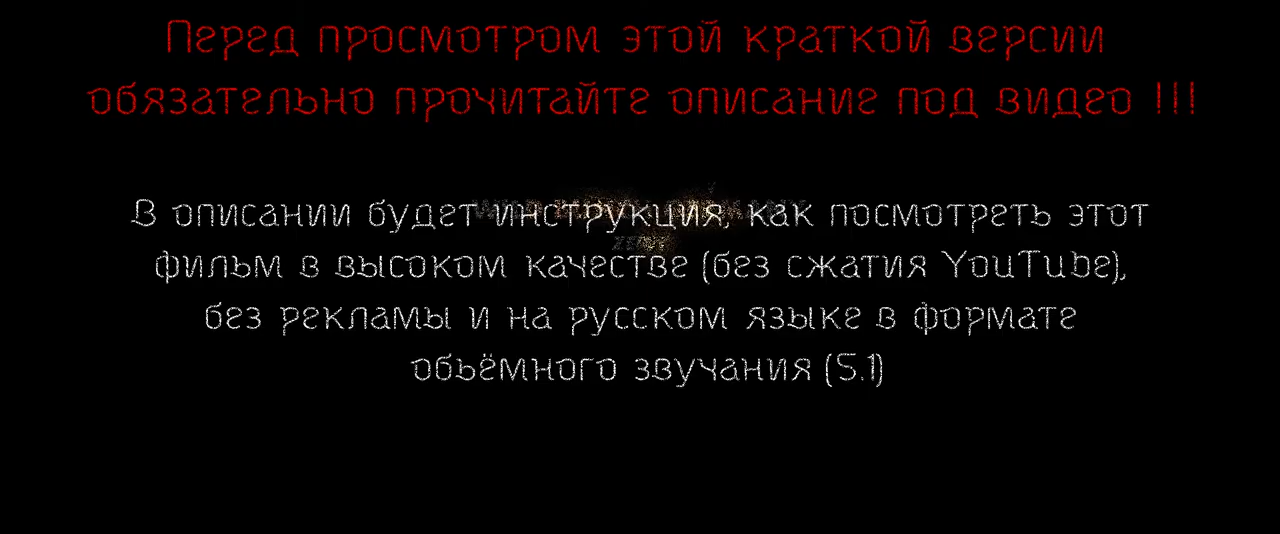 Перед просмотром этой краткой версии
обязательно прочитайте описание под видео !!!
В описании будет инструкция, как посмотреть этот
фильм в высоком качестве (без сжатия YouTube),
без рекламы и на русском языке в формате
обьёмного звучания (5.1)